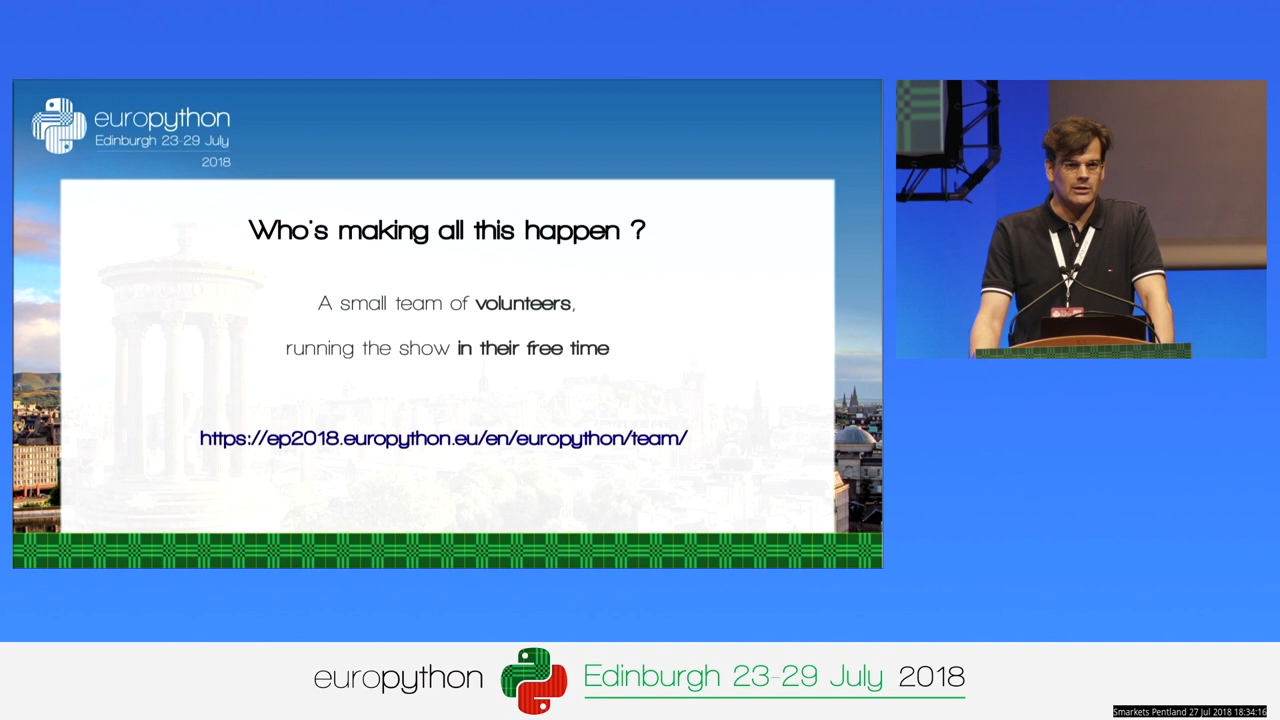 europython
Edinburgh 23-29 July
2018
Who's making all this happen ?
A small team of volunteers,
running the show in their free time
https://ep2018.europython.eu/en/europython/team/
europython Edinburgh 23-29 July 2018
Smarkets Pentland 27 Jul 2018 18:34:16